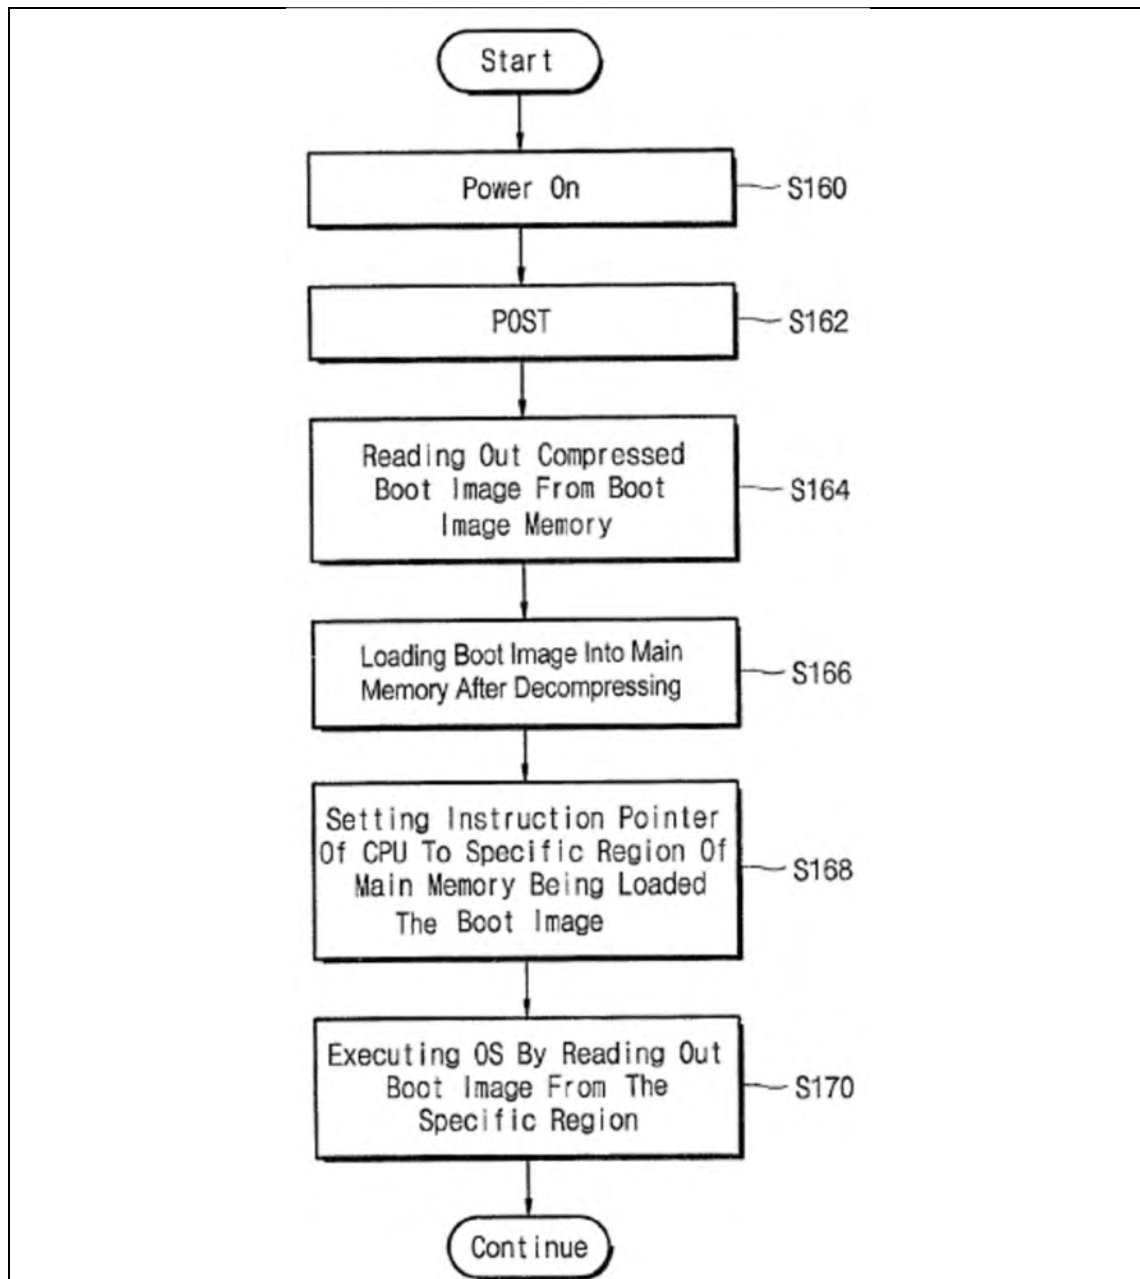 Start
Power On
S160
POST
S162
Reading Out Compressed
Boot Image From Boot
Image Memory
S164
Loading Boot Image Into Main
Memory After Decompressing
S166
Setting Instruction Pointer
Of CPU To Specific Region Of
Main Memory Being Loaded
The Boot Image
S168
Executing OS By Reading Out
Boot Image From The
Specific Region
S170
Continue